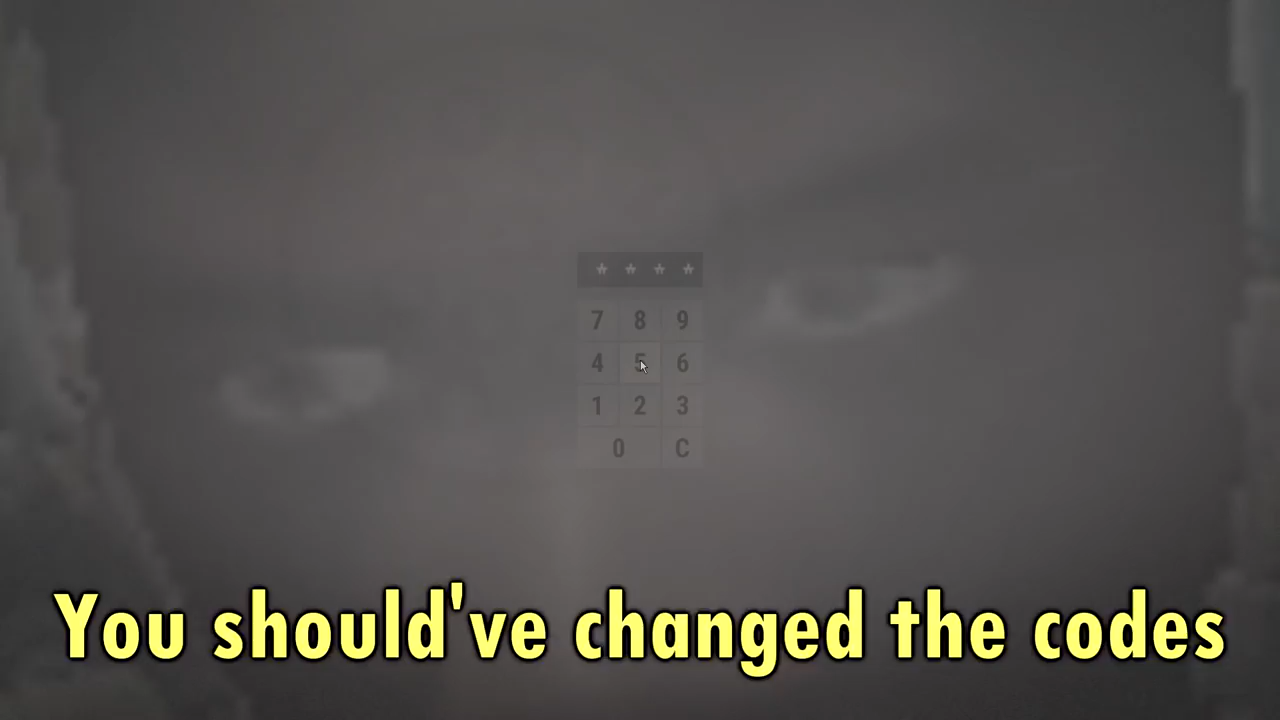 * * * *
7 8 9
4 5 6
1 2 3
0 C
You should've changed the codes